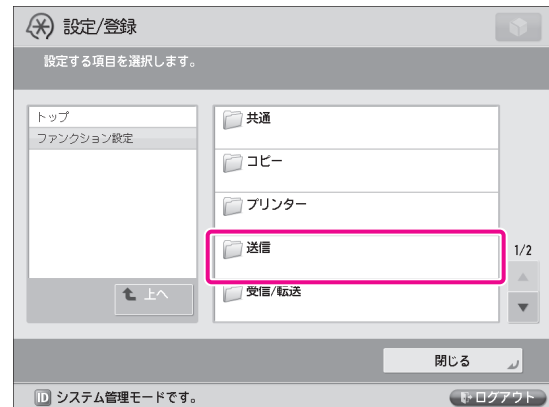 設定/登録
設定する項目を選択します。
トップ
ファンクション設定
上へ
共通
コピー
プリンター
送信
受信/転送
1/2
閉じる
ID システム管理モードです。
ログアウト